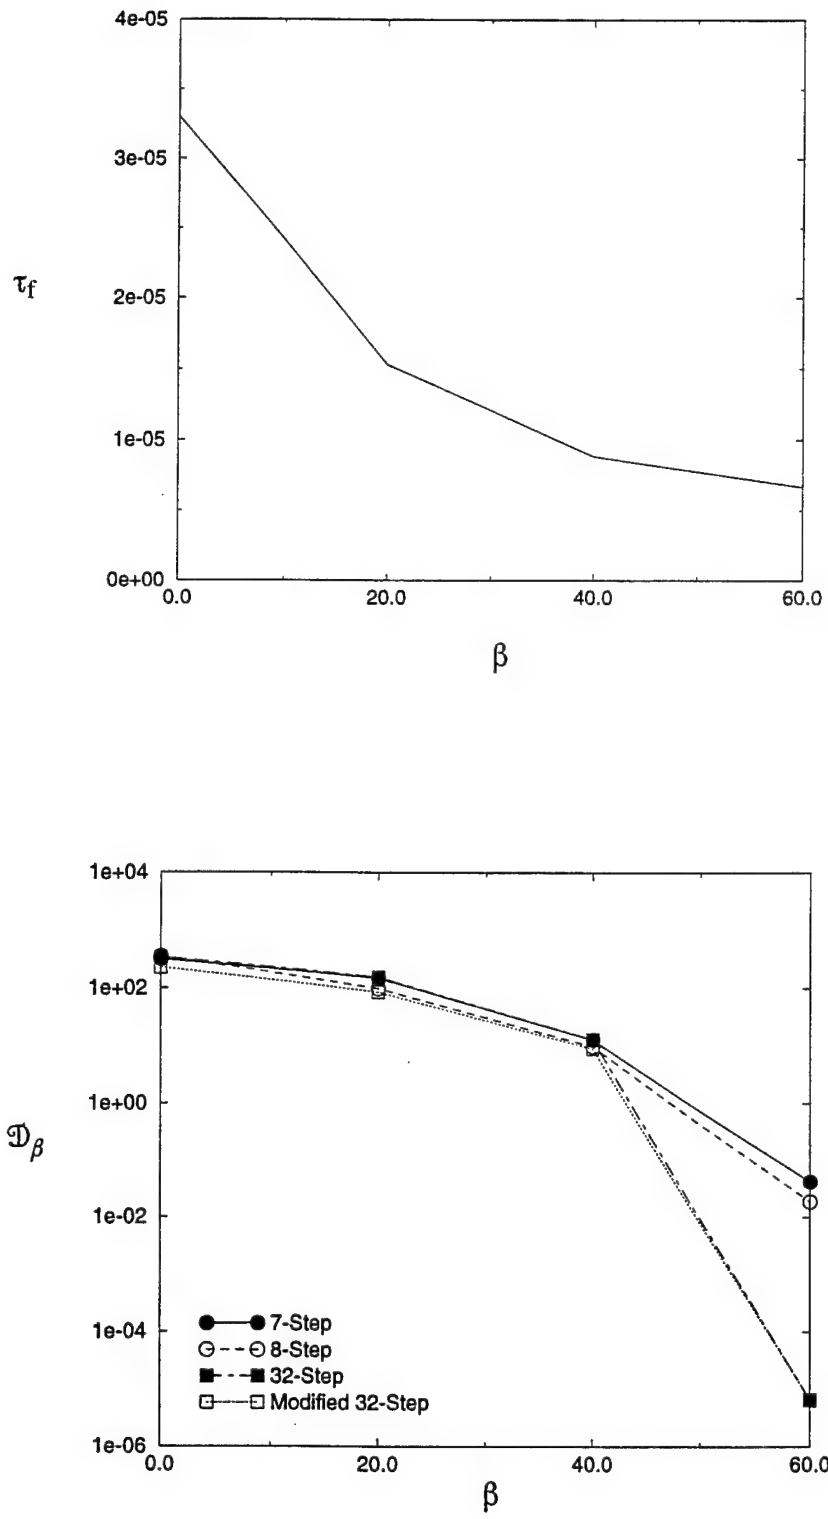 4e-05
3e-05
τf
2e-05
1e-05
0e+00
0.0 20.0 40.0 60.0
β
1e+04
1e+02
1e+00
𝔇β
1e-02
7-Step
8-Step
1e-04
32-Step
Modified 32-Step
1e-06
0.0 20.0 40.0 60.0
β